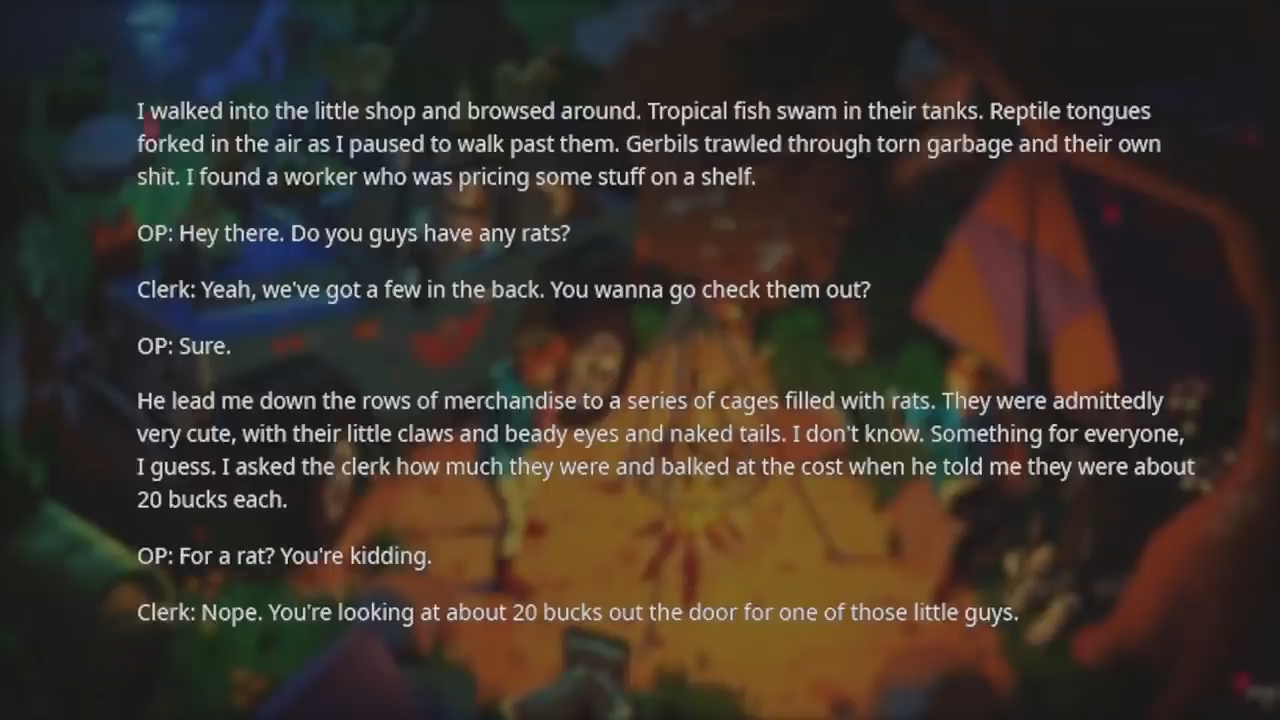 I walked into the little shop and browsed around. Tropical fish swam in their tanks. Reptile tongues
forked in the air as I paused to walk past them. Gerbils trawled through torn garbage and their own
shit. I found a worker who was pricing some stuff on a shelf.
OP: Hey there. Do you guys have any rats?
Clerk: Yeah, we've got a few in the back. You wanna go check them out?
OP: Sure.
He lead me down the rows of merchandise to a series of cages filled with rats. They were admittedly
very cute, with their little claws and beady eyes and naked tails. I don't know. Something for everyone,
I guess. I asked the clerk how much they were and balked at the cost when he told me they were about
20 bucks each.
OP: For a rat? You're kidding.
Clerk: Nope. You're looking at about 20 bucks out the door for one of those little guys.